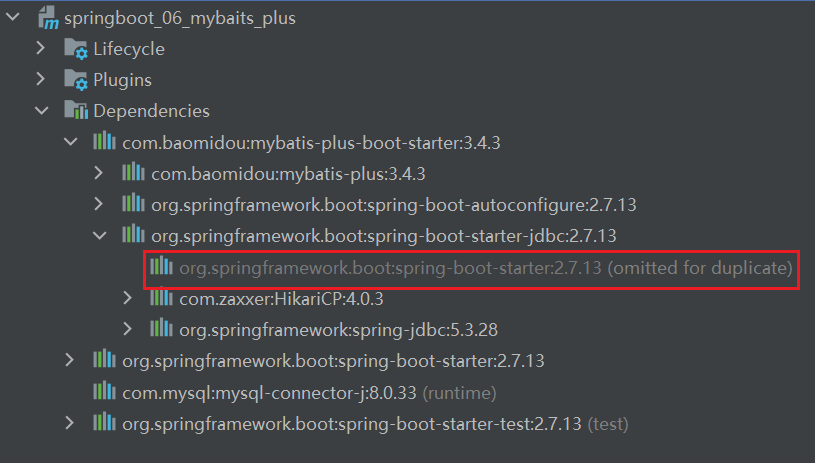 springboot_06_mybaits_plus
Lifecycle
Plugins
Dependencies
com.baomidou:mybatis-plus-boot-starter:3.4.3
com.baomidou:mybatis-plus:3.4.3
org.springframework.boot:spring-boot-autoconfigure:2.7.13
org.springframework.boot:spring-boot-starter-jdbc:2.7.13
org.springframework.boot:spring-boot-starter:2.7.13 (omitted for duplicate)
com.zaxxer:HikariCP:4.0.3
org.springframework:spring-jdbc:5.3.28
org.springframework.boot:spring-boot-starter:2.7.13
com.mysql:mysql-connector-j:8.0.33 (runtime)
org.springframework.boot:spring-boot-starter-test:2.7.13 (test)